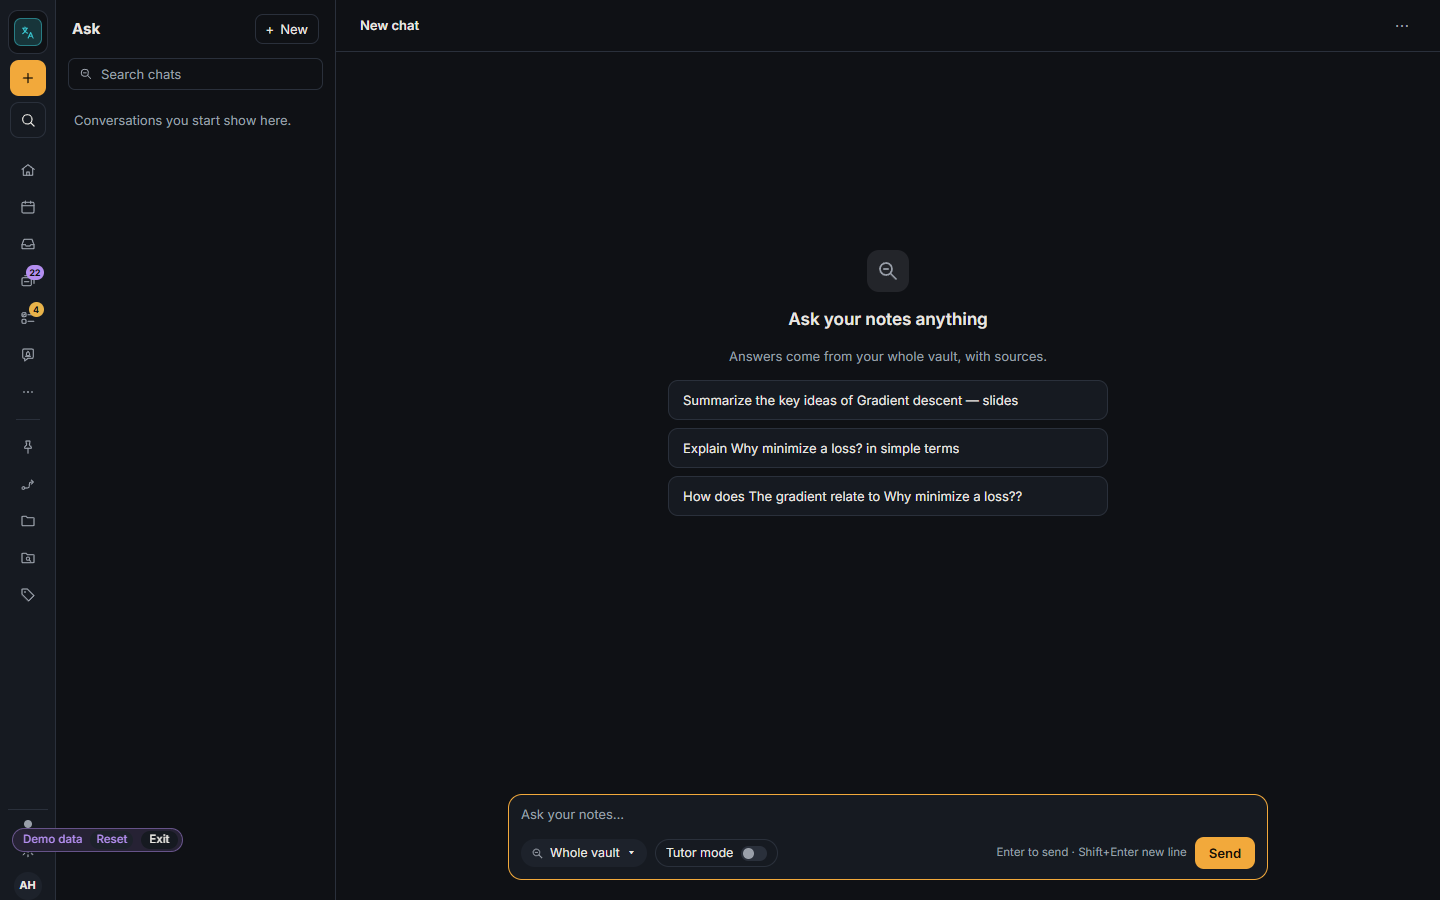 Ask
+ New
Search chats
Conversations you start show here.
New chat
22
4
Ask your notes anything
Answers come from your whole vault, with sources.
Summarize the key ideas of Gradient descent — slides
Explain Why minimize a loss? in simple terms
How does The gradient relate to Why minimize a loss??
Ask your notes...
Whole vault
Tutor mode
Enter to send · Shift+Enter new line
Send
Demo data Reset Exit
AH